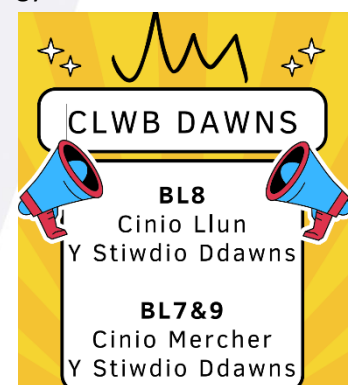 CLWB DAWNS
BL8
Cinio Llun
Y Stiwdio Ddawns
BL7&9
Cinio Mercher
Y Stiwdio Ddawns